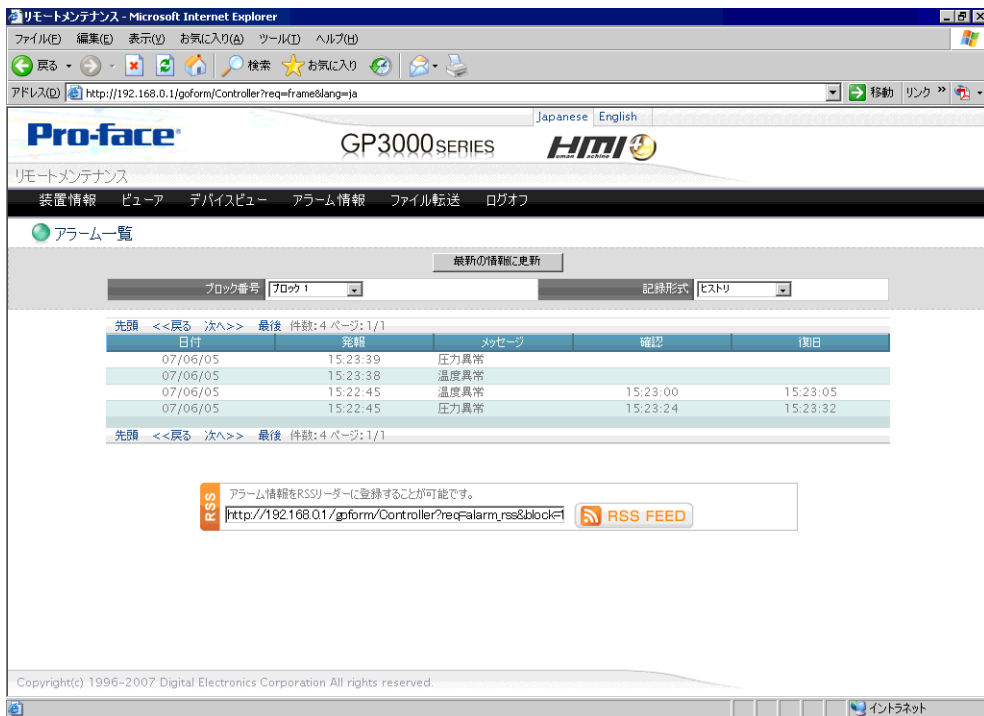 リモートメンテナンス - Microsoft Internet Explorer
ファイル(F) 編集(E) 表示(V) お気に入り(A) ツール(T) ヘルプ(H)
戻る 検索 お気に入り
アドレス(D) http://192.168.0.1/goform/Controller?req=frame&lang=ja 移動 リンク »
Japanese English
Pro-face GP3000 SERIES HMI
uman achine
リモートメンテナンス
装置情報 ビューア デバイスビュー アラーム情報 ファイル転送 ログオフ
アラーム一覧
最新の情報に更新
ブロック番号 ブロック 1 記録形式 ヒストリ
先頭 <<戻る 次へ>> 最後 件数:4 ページ:1/1
日付 発報 メッセージ 確認 復旧
07/06/05 15:23:39 圧力異常
07/06/05 15:23:38 温度異常
07/06/05 15:22:45 温度異常 15:23:00 15:23:05
07/06/05 15:22:45 圧力異常 15:23:24 15:23:32
先頭 <<戻る 次へ>> 最後 件数:4 ページ:1/1
RSS
アラーム情報をRSSリーダーに登録することが可能です。
http://192.168.0.1/goform/Controller?req=alarm_rss&block=1 RSS FEED
Copyright(c) 1996-2007 Digital Electronics Corporation All rights reserved.
イントラネット